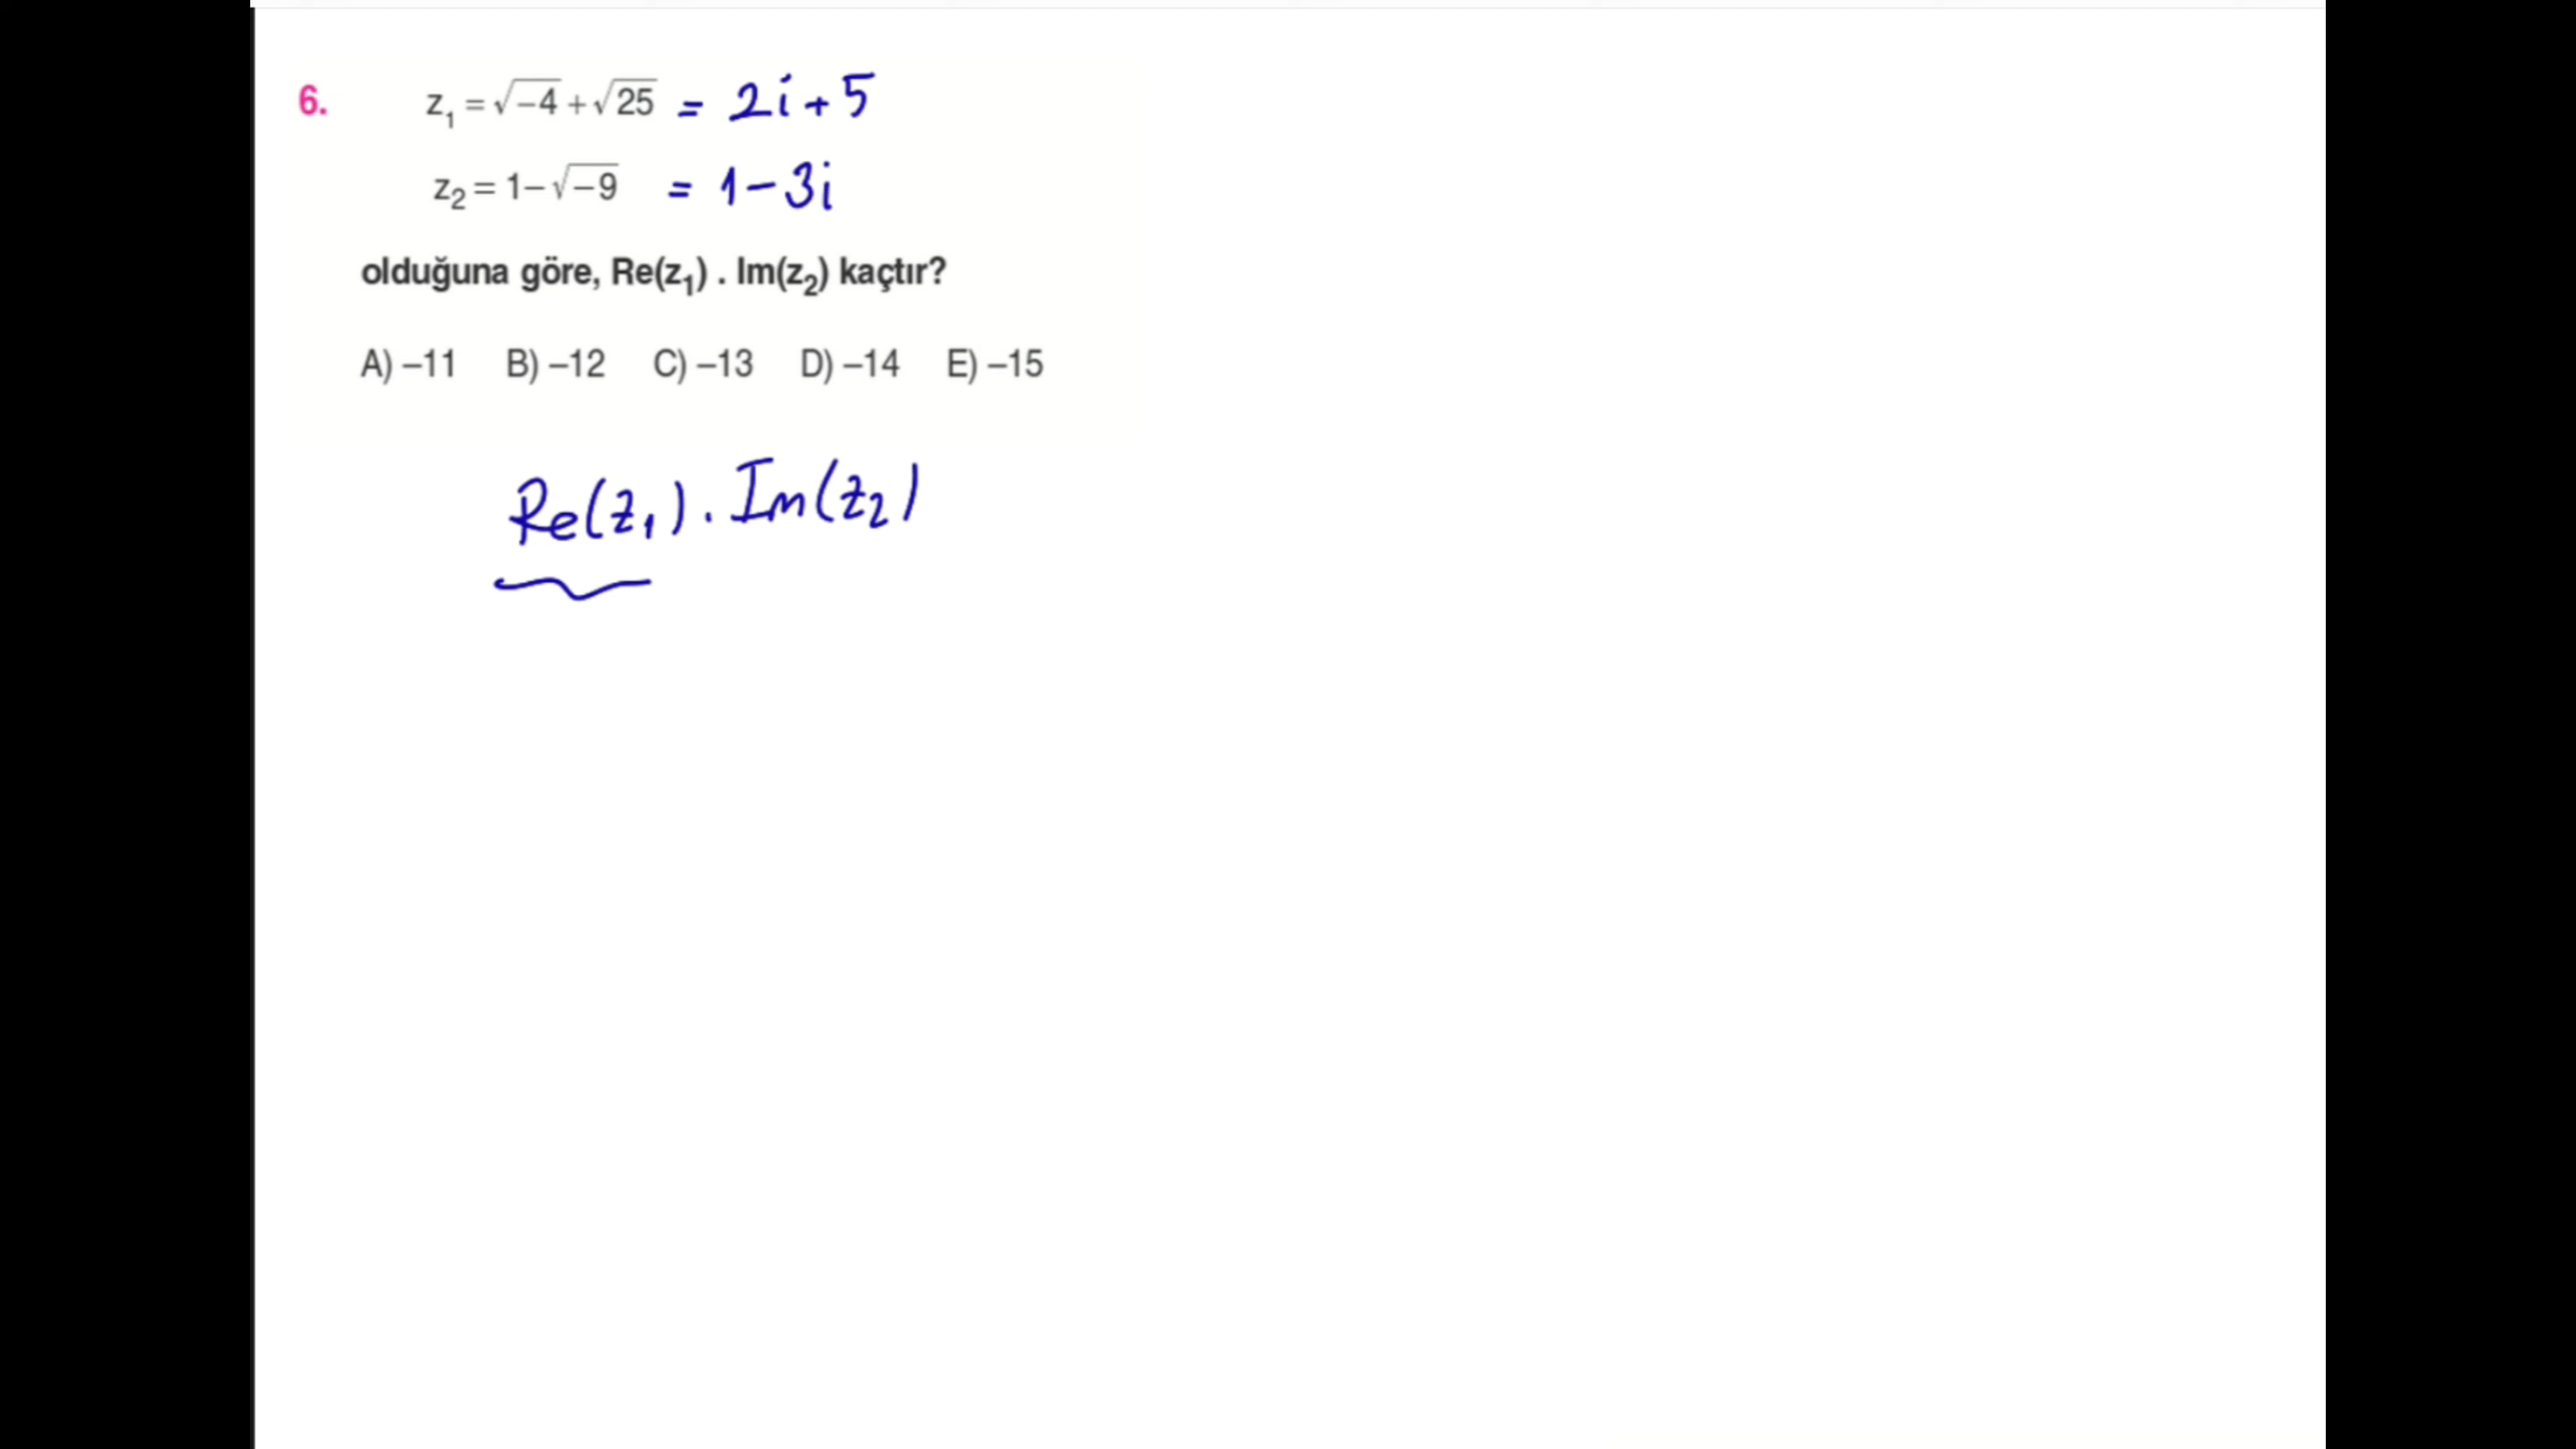 6. z₁ = √-4 + √25 = 2i + 5
z₂ = 1-√-9 = 1-3i
olduğuna göre, Re(z₁) . Im(z₂) kaçtır?
A) –11 B) –12 C) –13 D) –14 E) –15
Re(z₁) . Im(z₂)